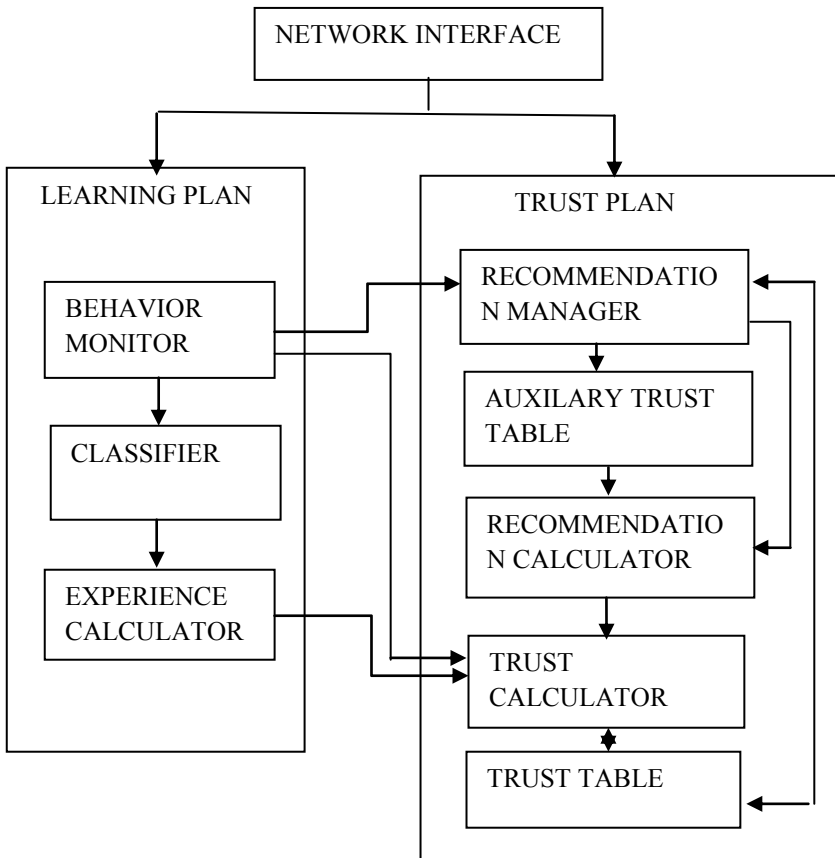 NETWORK INTERFACE
LEARNING PLAN
BEHAVIOR
MONITOR
CLASSIFIER
EXPERIENCE
CALCULATOR
TRUST PLAN
RECOMMENDATIO
N MANAGER
AUXILARY TRUST
TABLE
RECOMMENDATIO
N CALCULATOR
TRUST
CALCULATOR
TRUST TABLE